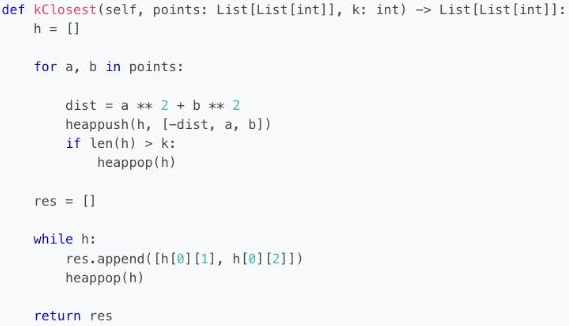 def kClosest(self, points: List[List[int]], k: int) -> List[List[int]]:
    h = []

    for a, b in points:

        dist = a ** 2 + b ** 2
        heappush(h, [-dist, a, b])
        if len(h) > k:
            heappop(h)

    res = []

    while h:
        res.append([h[0][1], h[0][2]])
        heappop(h)

    return res